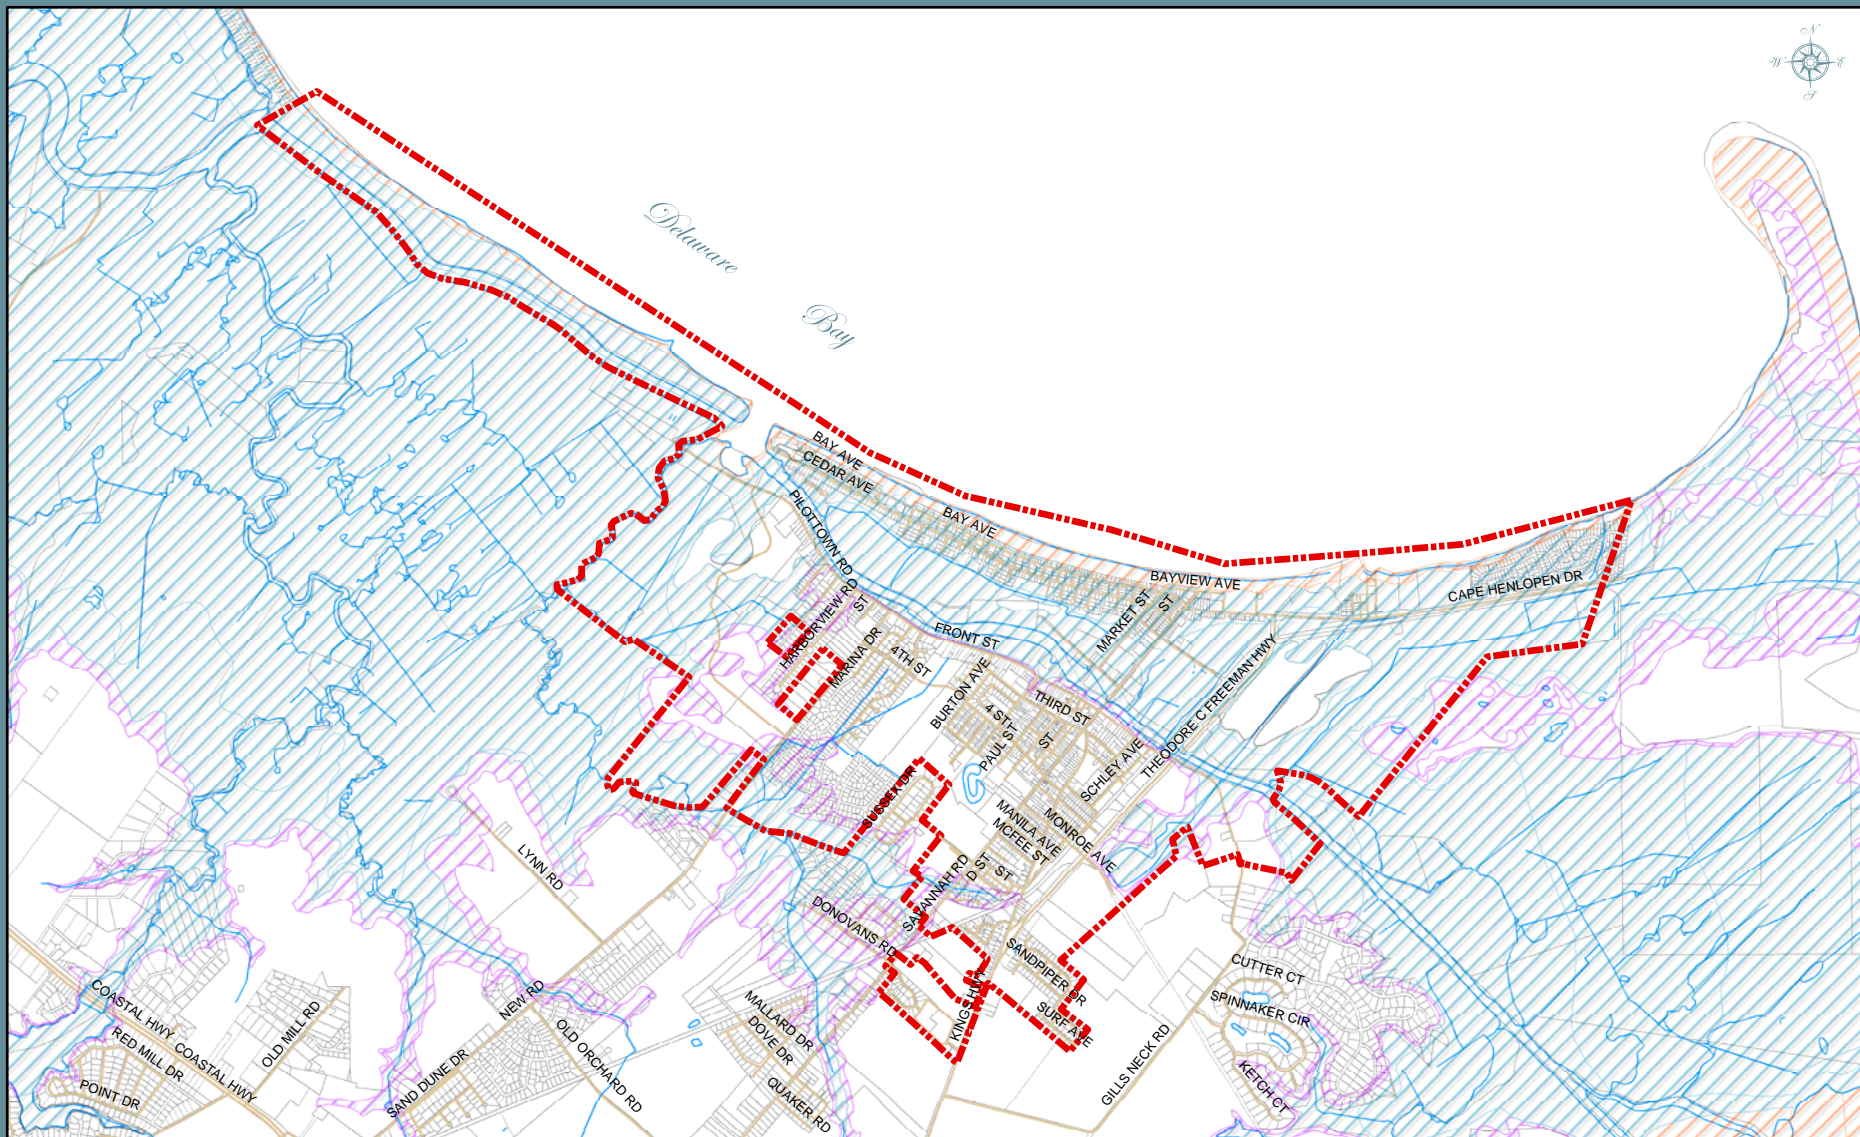 N
W E
S
Delaware
Bay
BAY AVE
CEDAR AVE
BAY AVE
PILOTTOWN RD
BAYVIEW AVE
CAPE HENLOPEN DR
HARBORVIEW RD
ST
MARKET ST
ST
FRONT ST
MARINA DR
4TH ST
BURTON AVE
THEODORE C FREEMAN HWY
THIRD ST
4 ST
ST
PAUL ST
SCHLEY AVE
SUSSEX DR
MANILA AVE
MCFEE ST
MONROE AVE
LYNN RD
D ST
ST
SAVANNAH RD
DONOVANS RD
SANDPIPER DR
CUTTER CT
COASTAL HWY
NEW RD
KINGS HWY
SURF AVE
SPINNAKER CIR
MALLARD DR
DOVE DR
OLD MILL RD
OLD ORCHARD RD
RED MILL DR
COASTAL HWY
GILLS NECK RD
SAND DUNE DR
POINT DR
QUAKER RD
KETCH CT